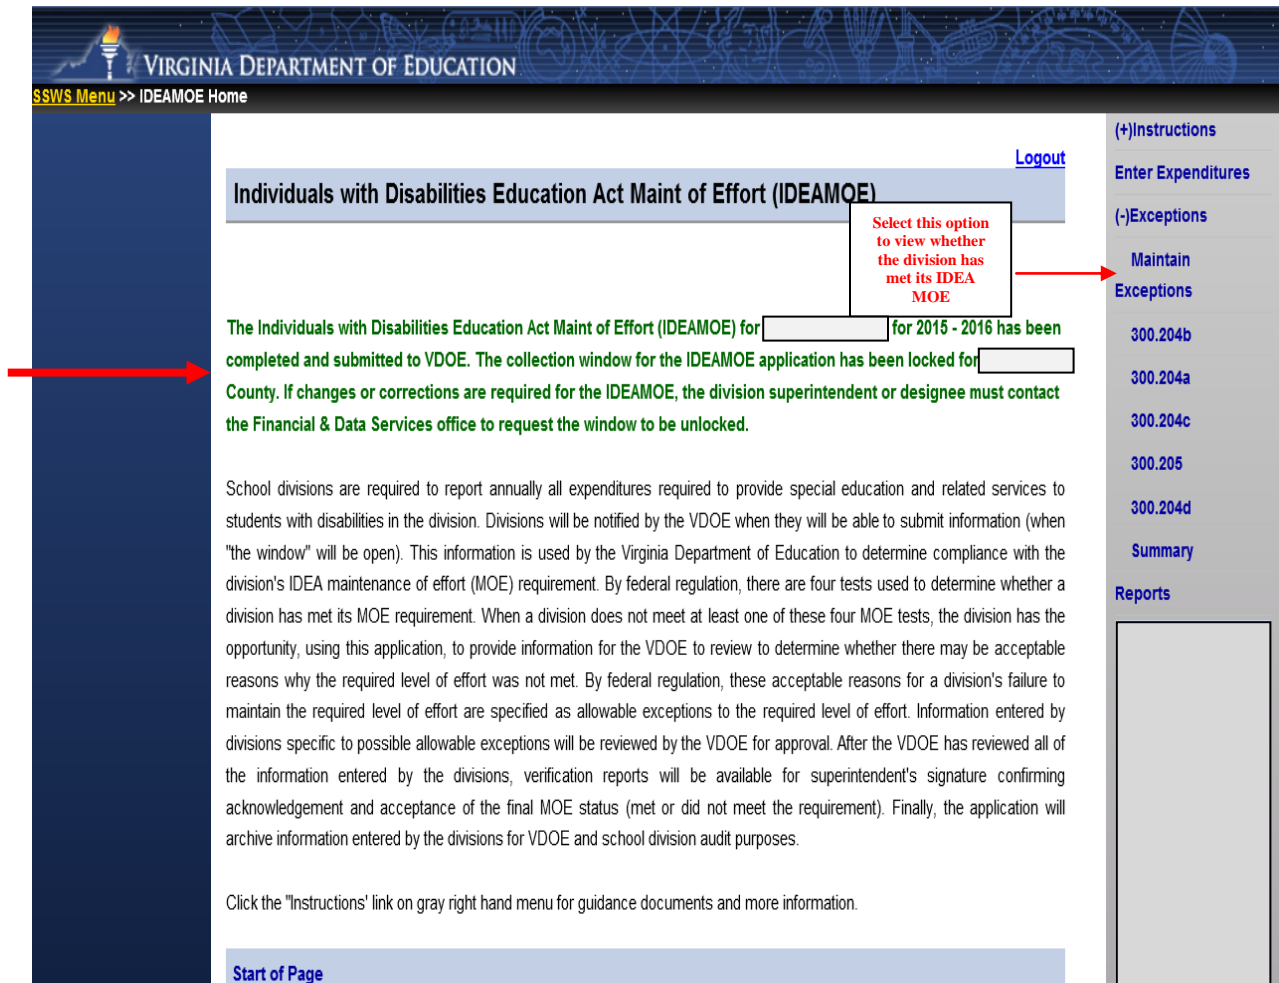 VIRGINIA DEPARTMENT OF EDUCATION
SSWS Menu >> IDEAMOE Home
Logout
Individuals with Disabilities Education Act Maint of Effort (IDEAMOE)
Select this option
to view whether
the division has
met its IDEA
MOE
The Individuals with Disabilities Education Act Maint of Effort (IDEAMOE) for for 2015 - 2016 has been
completed and submitted to VDOE. The collection window for the IDEAMOE application has been locked for
County. If changes or corrections are required for the IDEAMOE, the division superintendent or designee must contact
the Financial & Data Services office to request the window to be unlocked.
School divisions are required to report annually all expenditures required to provide special education and related services to
students with disabilities in the division. Divisions will be notified by the VDOE when they will be able to submit information (when
"the window" will be open). This information is used by the Virginia Department of Education to determine compliance with the
division's IDEA maintenance of effort (MOE) requirement. By federal regulation, there are four tests used to determine whether a
division has met its MOE requirement. When a division does not meet at least one of these four MOE tests, the division has the
opportunity, using this application, to provide information for the VDOE to review to determine whether there may be acceptable
reasons why the required level of effort was not met. By federal regulation, these acceptable reasons for a division's failure to
maintain the required level of effort are specified as allowable exceptions to the required level of effort. Information entered by
divisions specific to possible allowable exceptions will be reviewed by the VDOE for approval. After the VDOE has reviewed all of
the information entered by the divisions, verification reports will be available for superintendent's signature confirming
acknowledgement and acceptance of the final MOE status (met or did not meet the requirement). Finally, the application will
archive information entered by the divisions for VDOE and school division audit purposes.
Click the "Instructions' link on gray right hand menu for guidance documents and more information.
Start of Page
(+)Instructions
Enter Expenditures
(-)Exceptions
Maintain
Exceptions
300.204b
300.204a
300.204c
300.205
300.204d
Summary
Reports